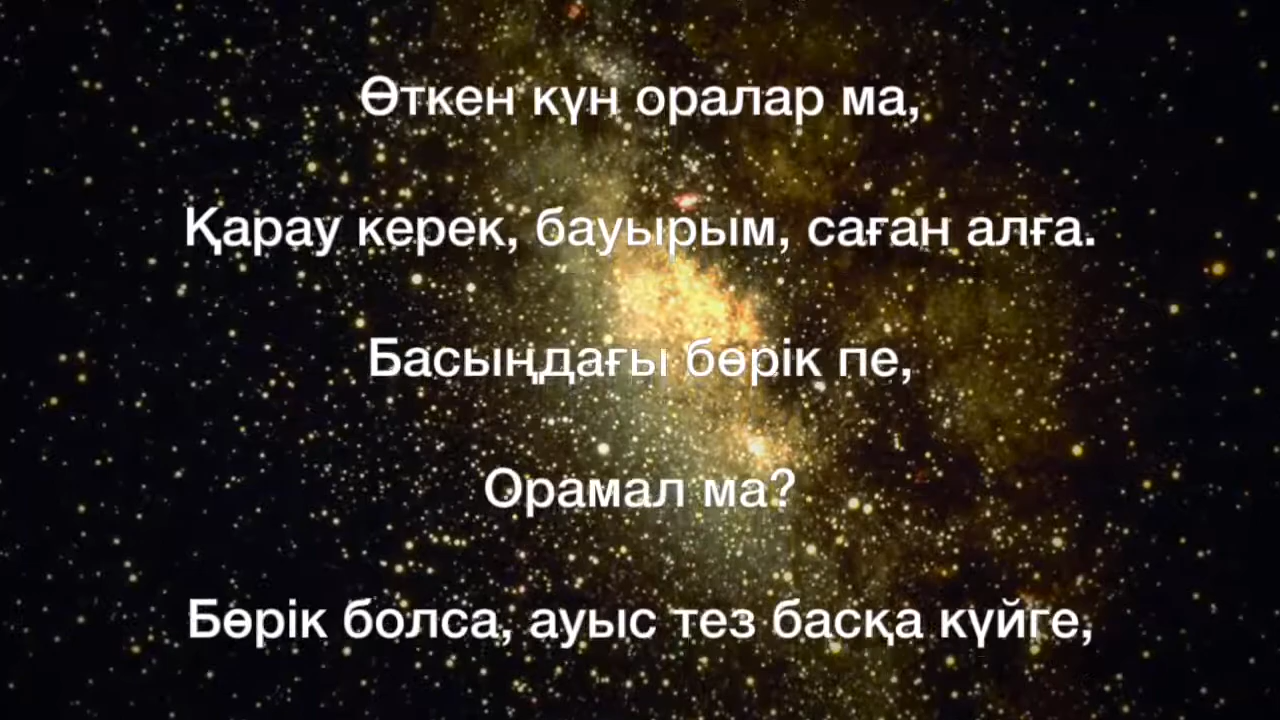 Өткен күн оралар ма,
Қарау керек, бауырым, саған алға.
Басыңдағы бөрік пе,
Орамал ма?
Бөрік болса, ауыс тез басқа күйге,